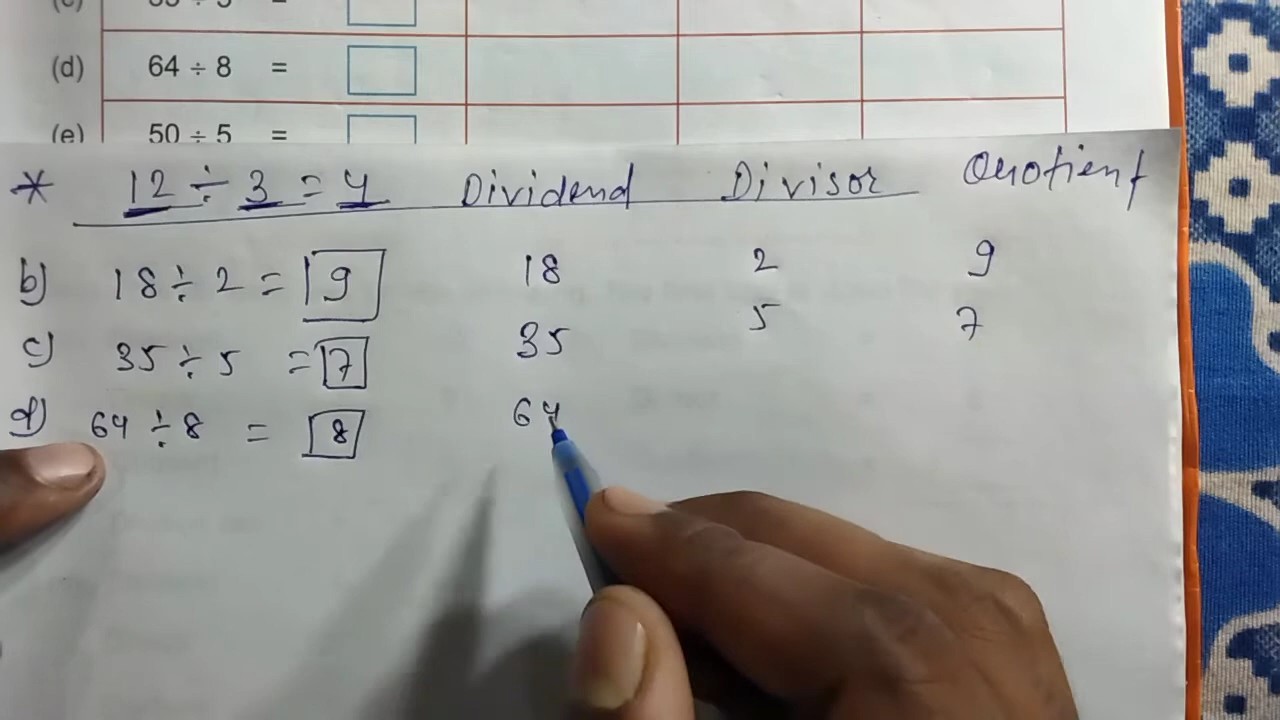 (d) 64 ÷ 8 =
(e) 50 ÷ 5 =
* 12 ÷ 3 = 4 Dividend Divisor Quotient
b) 18 ÷ 2 = 9 18 2 9
c) 35 ÷ 5 = 7 35 5 7
d) 64 ÷ 8 = 8 64